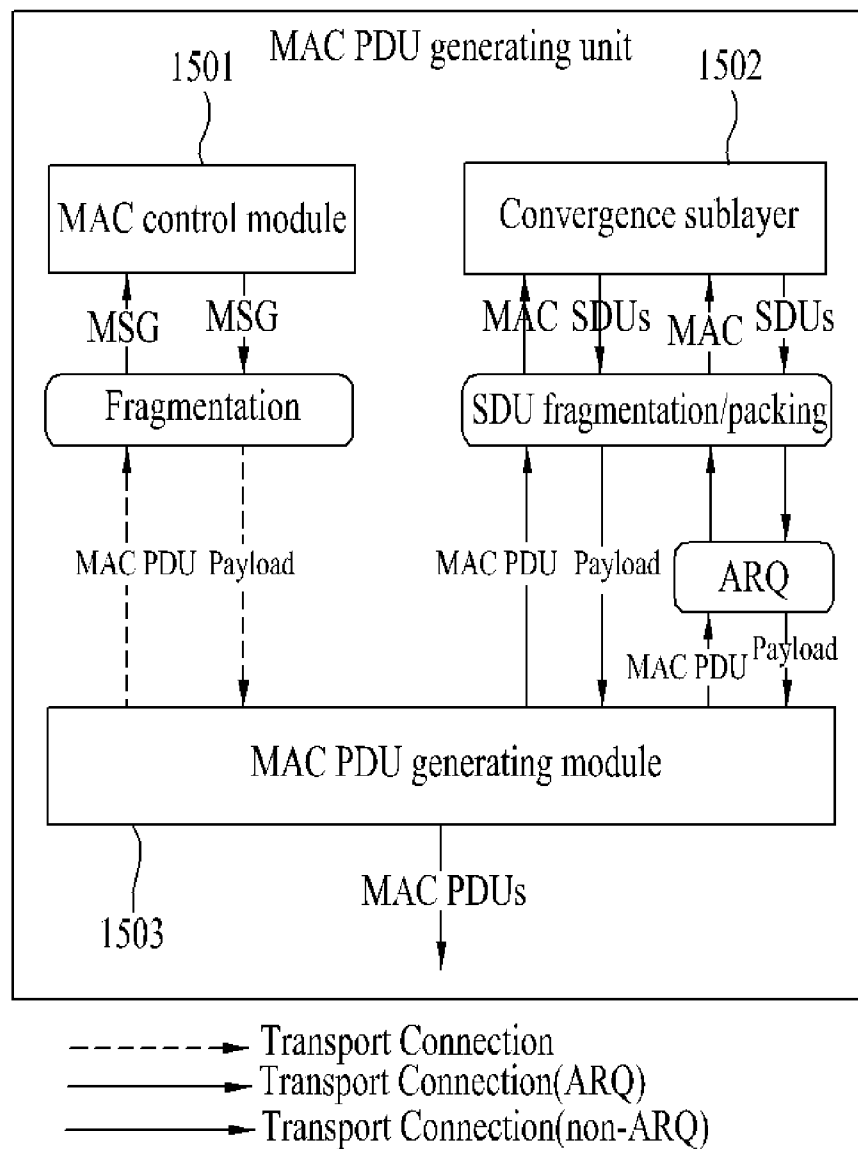 MAC PDU generating unit
1501
1502
MAC control module
Convergence sublayer
MSG
MSG
MAC SDUs
MAC
SDUs
Fragmentation
SDU fragmentation/packing
MAC PDU Payload
MAC PDU Payload
ARQ
MAC PDU
Payload
MAC PDU generating module
MAC PDUs
1503
Transport Connection
Transport Connection(ARQ)
Transport Connection(non-ARQ)